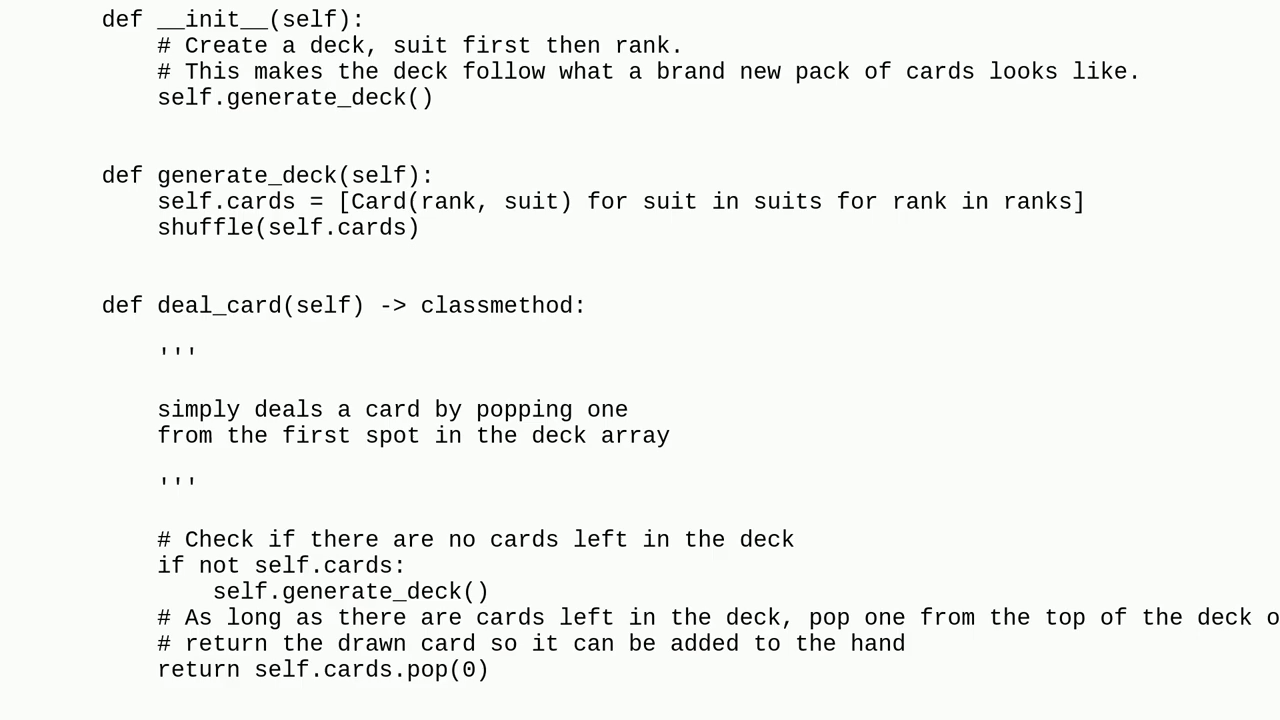 def __init__(self):
# Create a deck, suit first then rank.
# This makes the deck follow what a brand new pack of cards looks like.
self.generate_deck()
def generate_deck(self):
self.cards = [Card(rank, suit) for suit in suits for rank in ranks]
shuffle(self.cards)
def deal_card(self) -> classmethod:
'''
simply deals a card by popping one
from the first spot in the deck array
'''
# Check if there are no cards left in the deck
if not self.cards:
self.generate_deck()
# As long as there are cards left in the deck, pop one from the top of the deck o
# return the drawn card so it can be added to the hand
return self.cards.pop(0)